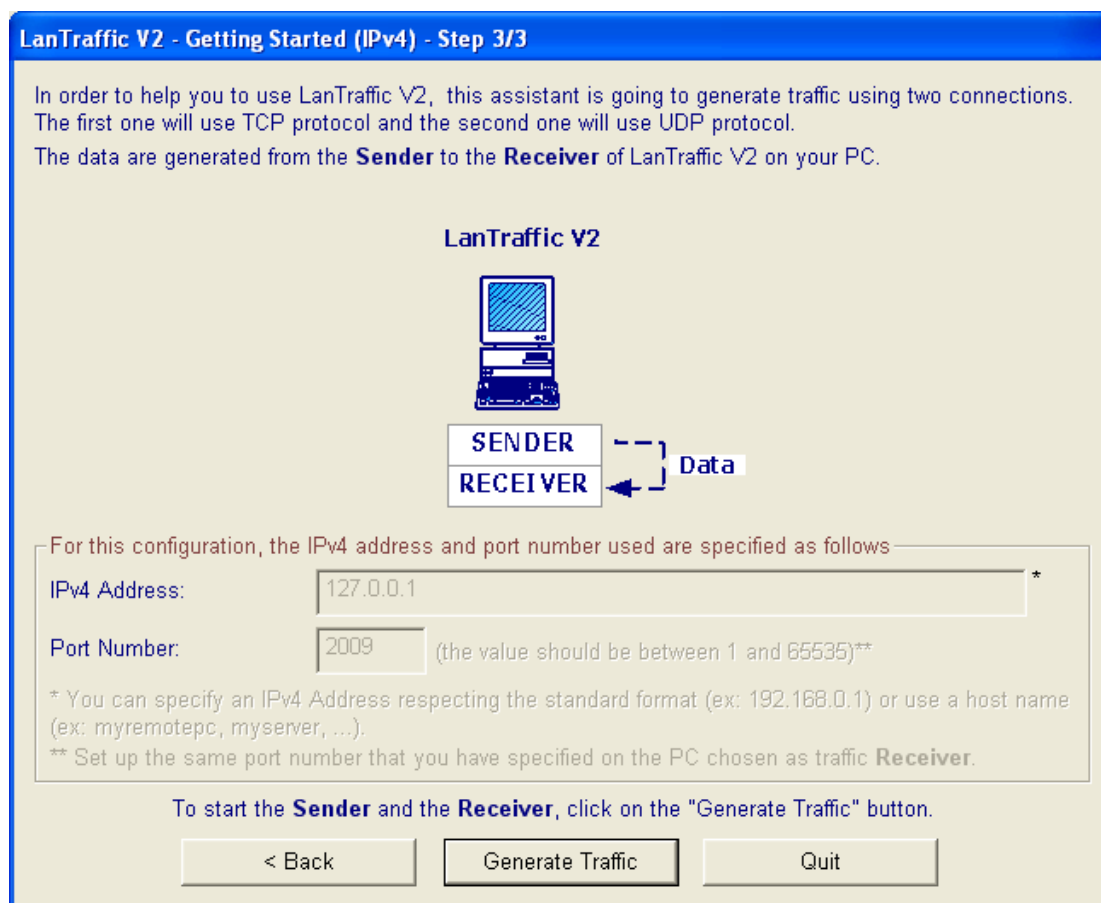 LanTraffic V2 - Getting Started (IPv4) - Step 3/3
In order to help you to use LanTraffic V2, this assistant is going to generate traffic using two connections.
The first one will use TCP protocol and the second one will use UDP protocol.
The data are generated from the Sender to the Receiver of LanTraffic V2 on your PC.
LanTraffic V2
SENDER
RECEIVER
Data
For this configuration, the IPv4 address and port number used are specified as follows
IPv4 Address: 127.0.0.1 *
Port Number: 2009 (the value should be between 1 and 65535)**
* You can specify an IPv4 Address respecting the standard format (ex: 192.168.0.1) or use a host name
(ex: myremotepc, myserver, ...).
** Set up the same port number that you have specified on the PC chosen as traffic Receiver.
To start the Sender and the Receiver, click on the "Generate Traffic" button.
< Back Generate Traffic Quit